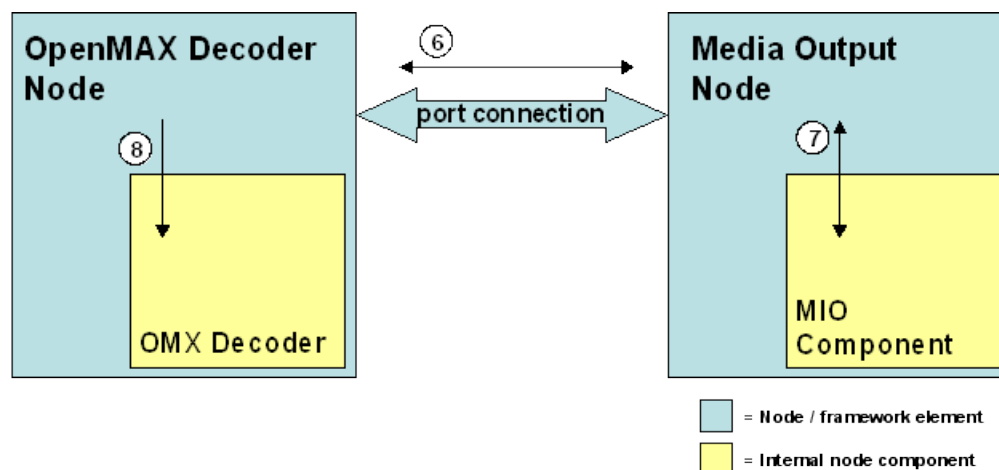 OpenMAX Decoder
Node
6
Media Output
Node
port connection
8
7
OMX Decoder
MIO
Component
= Node / framework element
= Internal node component